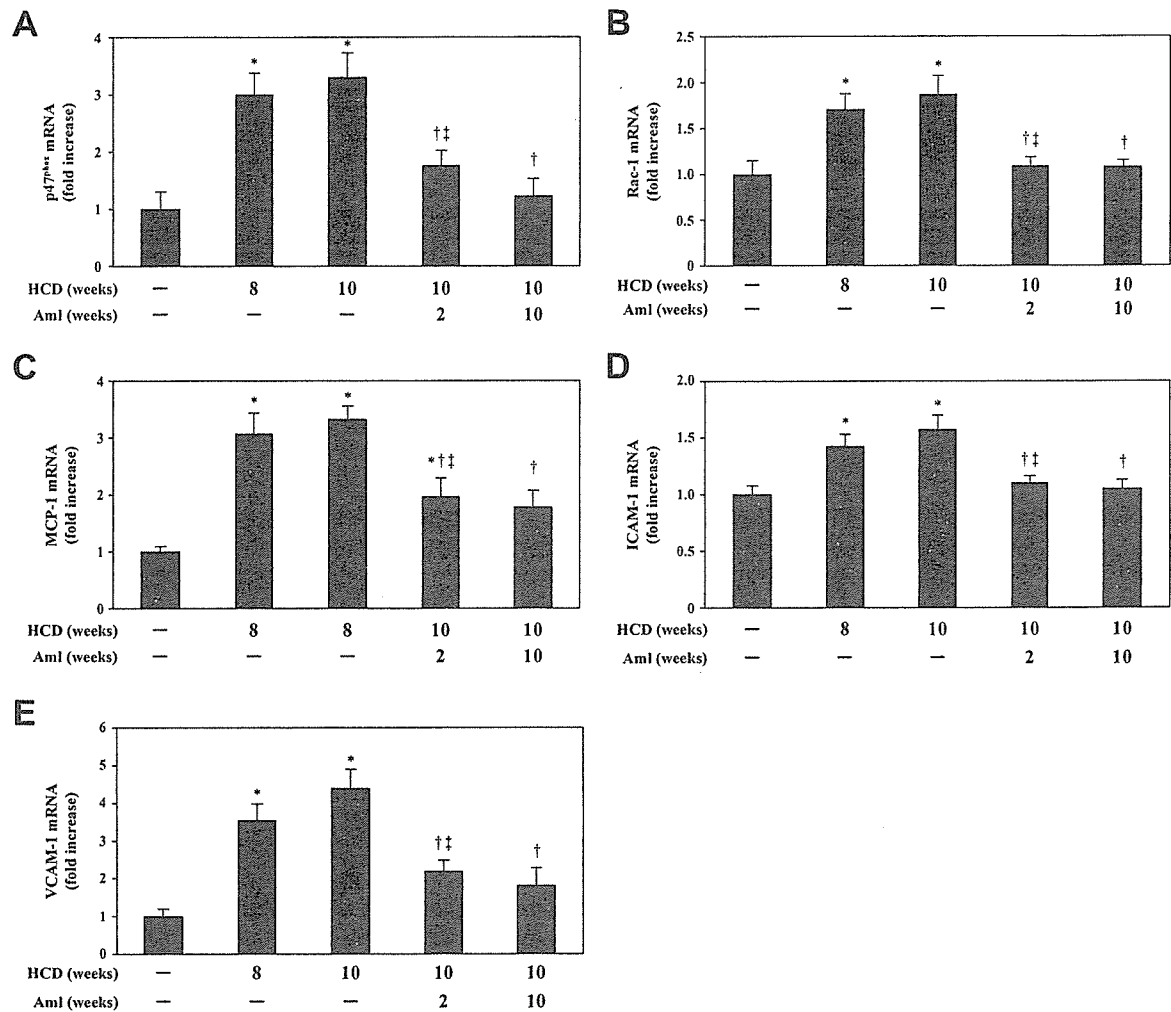 A
p47phox mRNA
(fold increase)
4
3
2
1
0
*
*
†‡
†
HCD (weeks) — 8 10 10 10
Aml (weeks) — — — 2 10
B
Rac-1 mRNA
(fold increase)
2.5
2.0
1.5
1.0
0.5
0
*
*
†‡
†
HCD (weeks) — 8 10 10 10
Aml (weeks) — — — 2 10
C
MCP-1 mRNA
(fold increase)
4
3
2
1
0
*
*
*†‡
†
HCD (weeks) — 8 8 10 10
Aml (weeks) — — — 2 10
D
ICAM-1 mRNA
(fold increase)
2.0
1.5
1.0
0.5
0
*
*
†‡
†
HCD (weeks) — 8 10 10 10
Aml (weeks) — — — 2 10
E
VCAM-1 mRNA
(fold increase)
6
5
4
3
2
1
0
*
*
†‡
†
HCD (weeks) — 8 10 10 10
Aml (weeks) — — — 2 10